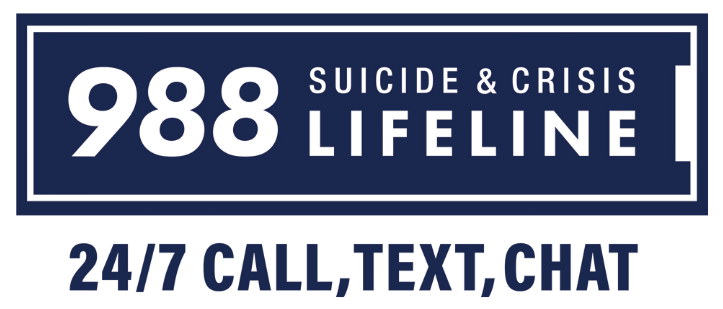 988 SUICIDE & CRISIS
LIFELINE
24/7 CALL,TEXT,CHAT